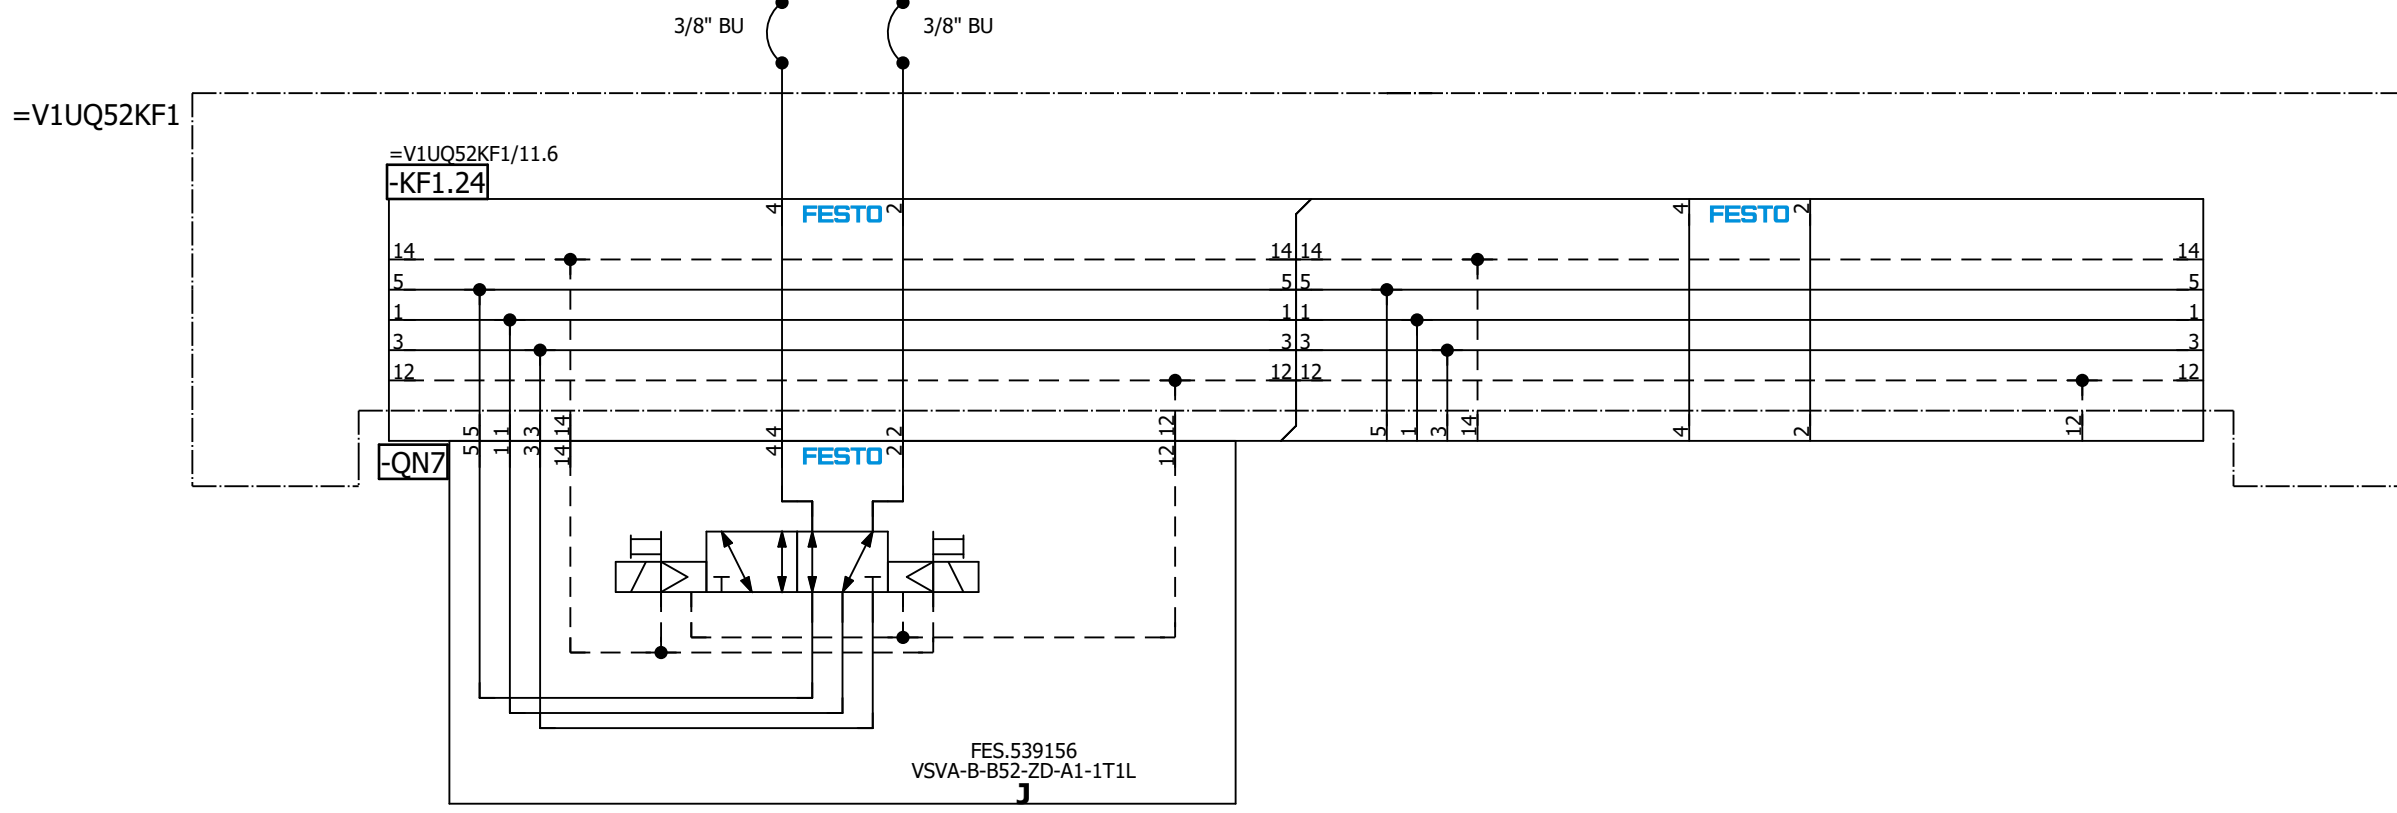 3/8" BU 3/8" BU
=V1UQ52KF1
=V1UQ52KF1/11.6
-KF1.24
4 FESTO 2 4 FESTO 2
14 14 14 14
5 5 5 5
1 1 1 1
3 3 3 3
12 12 12 12
5 1 3 14 4 2 12 5 1 3 14 4 2 12
-QN7
5 1 3 14 4 FESTO 2 12
FES.539156
VSVA-B-B52-ZD-A1-1T1L
J